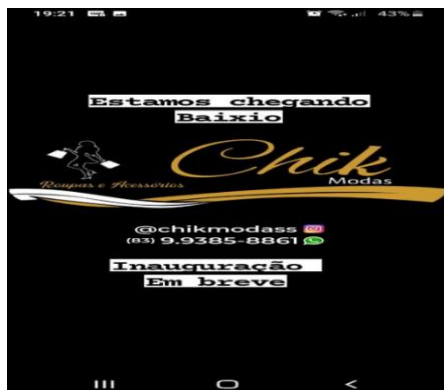 19:21
43%
Estamos chegando
Baixio
Chik
Modas
Roupas e Acessórios
@chikmodass
(83) 9.9385-8861
Inauguração
Em breve